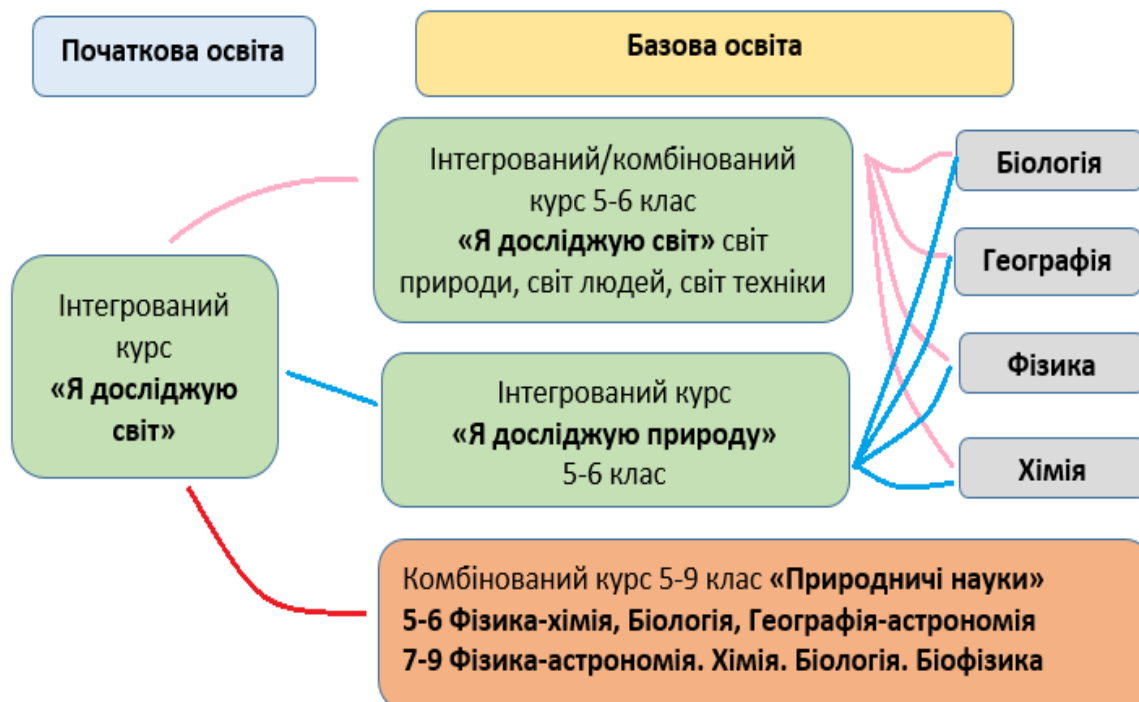 Початкова освіта
Базова освіта
Інтегрований
курс
«Я досліджую
світ»
Інтегрований/комбінований
курс 5-6 клас
«Я досліджую світ» світ
природи, світ людей, світ техніки
Інтегрований курс
«Я досліджую природу»
5-6 клас
Біологія
Географія
Фізика
Хімія
Комбінований курс 5-9 клас «Природничі науки»
5-6 Фізика-хімія, Біологія, Географія-астрономія
7-9 Фізика-астрономія. Хімія. Біологія. Біофізика